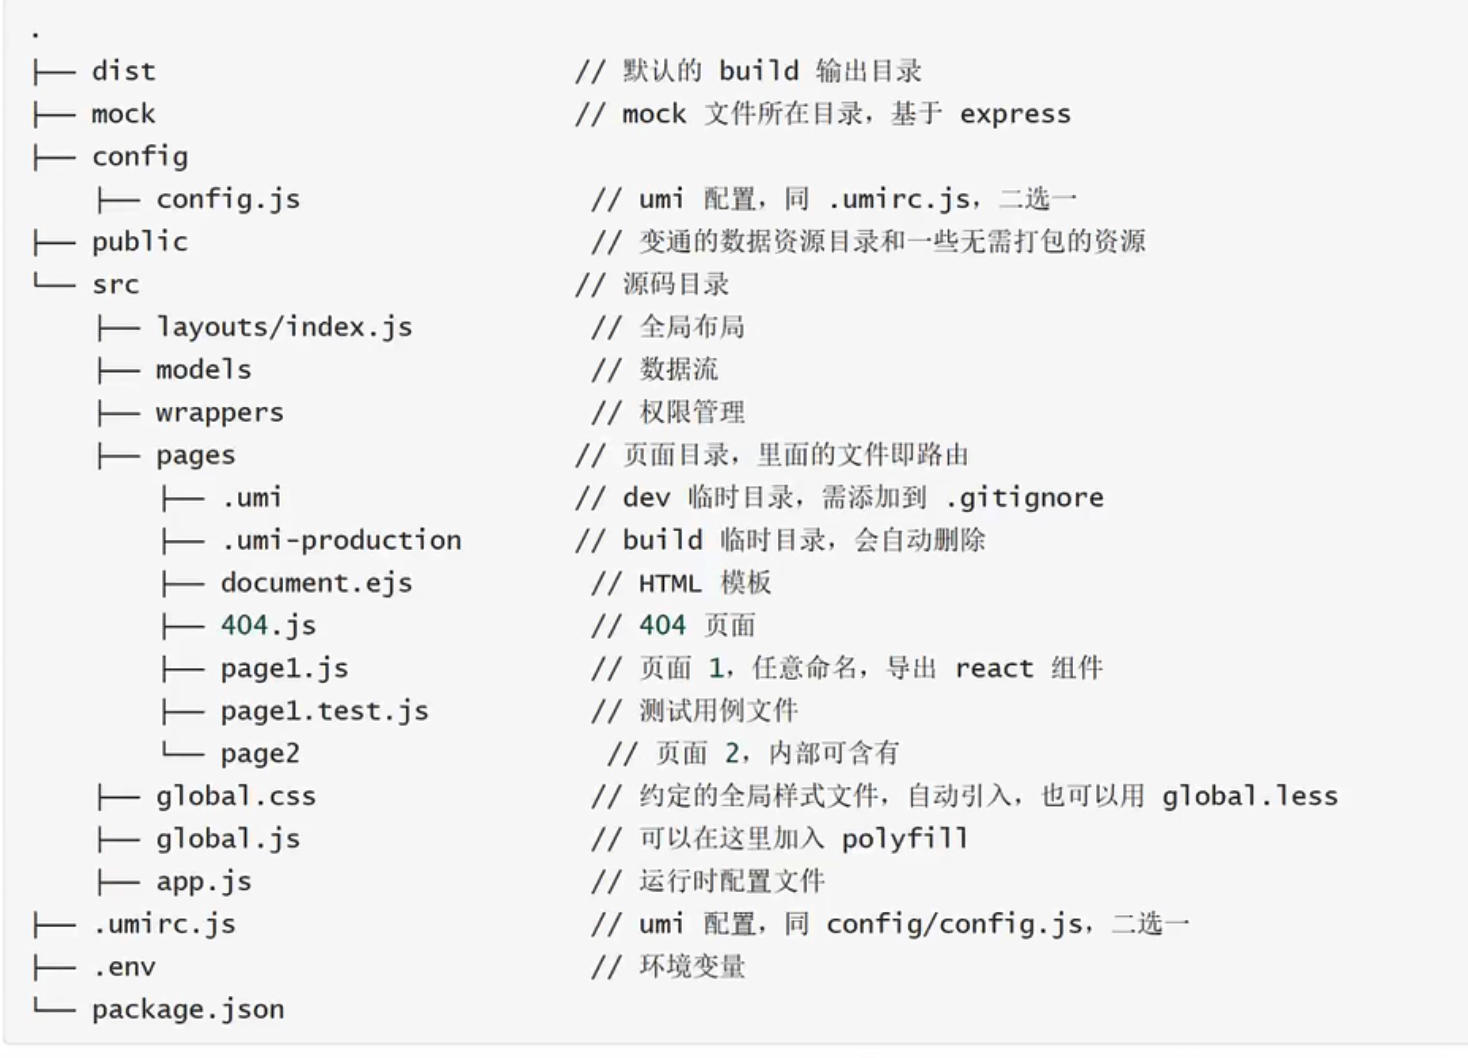 .
├── dist                          // 默认的 build 输出目录
├── mock                          // mock 文件所在目录，基于 express
├── config
    ├── config.js                  // umi 配置，同 .umirc.js，二选一
├── public                         // 变通的数据资源目录和一些无需打包的资源
└── src                           // 源码目录
    ├── layouts/index.js           // 全局布局
    ├── models                     // 数据流
    ├── wrappers                   // 权限管理
    ├── pages                     // 页面目录，里面的文件即路由
        ├── .umi                  // dev 临时目录，需添加到 .gitignore
        ├── .umi-production       // build 临时目录，会自动删除
        ├── document.ejs           // HTML 模板
        ├── 404.js                 // 404 页面
        ├── page1.js               // 页面 1，任意命名，导出 react 组件
        ├── page1.test.js          // 测试用例文件
        └── page2                   // 页面 2，内部可含有
    ├── global.css                 // 约定的全局样式文件，自动引入，也可以用 global.less
    ├── global.js                  // 可以在这里加入 polyfill
    ├── app.js                     // 运行时配置文件
├── .umirc.js                      // umi 配置，同 config/config.js，二选一
├── .env                           // 环境变量
└── package.json